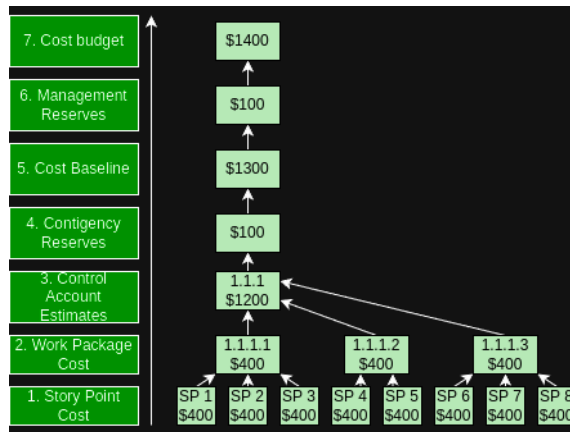 7. Cost budget
$1400
6. Management
Reserves
$100
5. Cost Baseline
$1300
4. Contigency
Reserves
$100
3. Control
Account
Estimates
1.1.1
$1200
2. Work Package
Cost
1.1.1.1
$400
1.1.1.2
$400
1.1.1.3
$400
1. Story Point
Cost
SP 1
$400
SP 2
$400
SP 3
$400
SP 4
$400
SP 5
$400
SP 6
$400
SP 7
$400
SP 8
$400